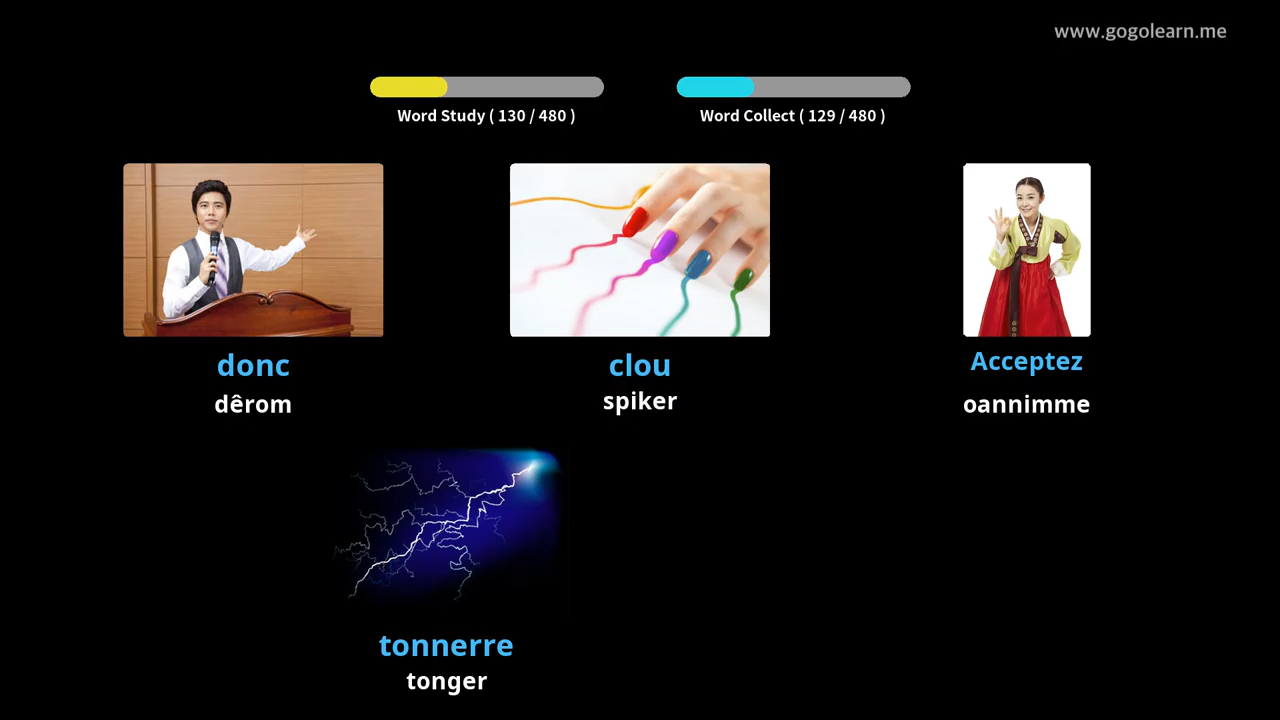 www.gogolearn.me
Word Study ( 130 / 480 )
Word Collect ( 129 / 480 )
donc
dêrom
clou
spiker
Acceptez
oannimme
tonnerre
tonger